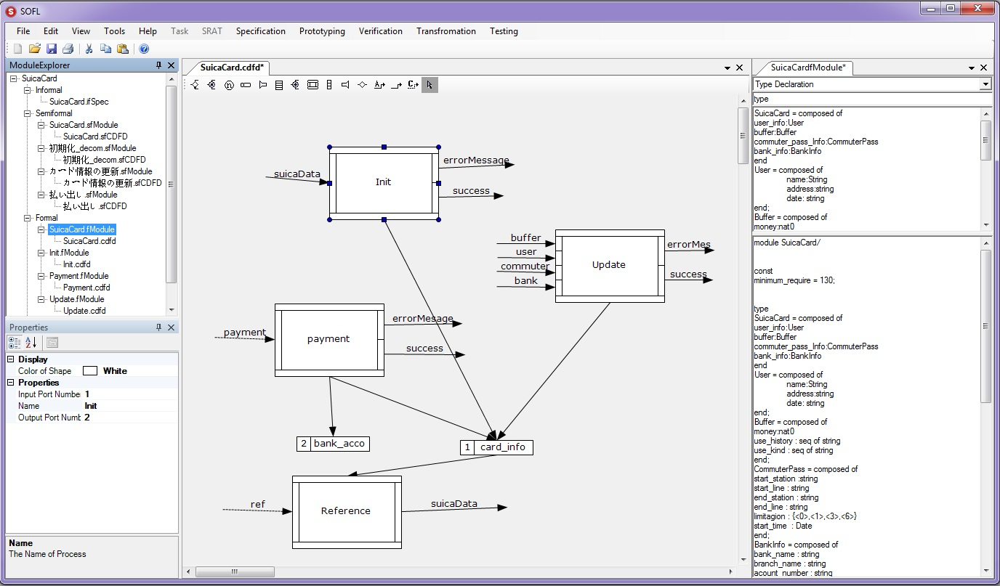 SOFL
File Edit View Tools Help Task SRAT Specification Prototyping Verification Transfromation Testing
ModuleExplorer
SuicaCard
Informal
SuicaCard.ifSpec
Semiformal
SuicaCard.sfModule
SuicaCard.sfCDFD
初期化_decom.sfModule
初期化_decom.sfCDFD
カード情報の更新.sfModule
カード情報の更新.sfCDFD
払い出し.sfModule
払い出し.sfCDFD
Formal
SuicaCard.fModule
SuicaCard.cdfd
Init.fModule
Init.cdfd
Payment.fModule
Payment.cdfd
Update.fModule
Update.cdfd
Properties
Display
Color of Shape White
Properties
Input Port Numbe 1
Name Init
Output Port Numb 2
Name
The Name of Process
SuicaCard.cdfd*
suicaData
Init
errorMessage
success
buffer
user
commuter
bank
Update
errorMes
success
payment
payment
errorMesage
success
2 bank_acco
1 card_info
ref
Reference
suicaData
SuicaCardfModule*
Type Declaration
type
SuicaCard = composed of
user_info:User
buffer:Buffer
commuter_pass_Info:CommuterPass
bank_info:BankInfo
end
User = composed of
name:String
address:string
date: string
end;
Buffer = composed of
money:nat0
module SuicaCard/
const
minimum_require = 130;
type
SuicaCard = composed of
user_info:User
buffer:Buffer
commuter_pass_Info:CommuterPass
bank_info:BankInfo
end
User = composed of
name:String
address:string
date: string
end;
Buffer = composed of
money:nat0
use_history : seq of string
use_kind : seq of string
end;
CommuterPass = composed of
start_station :string
start_line : string
end_station : string
end_line : string
limitagion : {<0>,<1>,<3>,<6>}
start_time : Date
end;
BankInfo = composed of
bank_name : string
branch_name : string
acount_number : string